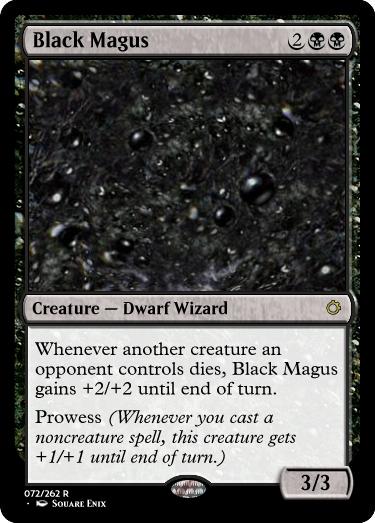 Black Magus 2
Creature — Dwarf Wizard
Whenever another creature an
opponent controls dies, Black Magus
gains +2/+2 until end of turn.
Prowess (Whenever you cast a
noncreature spell, this creature gets
+1/+1 until end of turn.)
3/3
072/262 R
· Square Enix